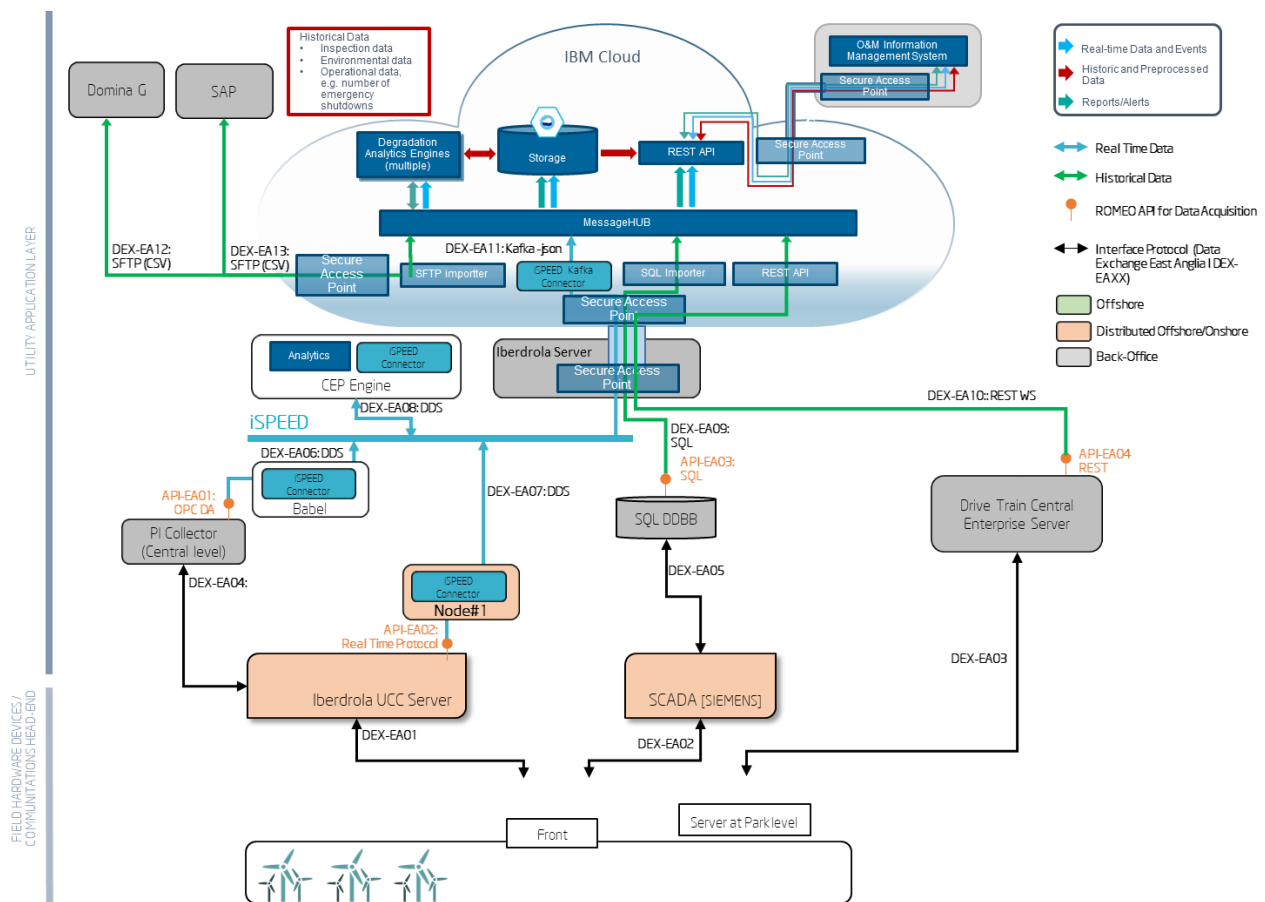 UTILITY APPLICATION LAYER
FIELD HARDWARE DEVICES /
COMMUNITATIONS HEAD-END
Historical Data
• Inspection data
• Environmental data
• Operational data,
e.g. number of
emergency
shutdowns
Domina G
SAP
IBM Cloud
O&M Information
Management System
Secure Access
Point
Real-time Data and Events
Historic and Preprocessed
Data
Reports/Alerts
Degradation
Analytics Engines
(multiple)
Storage
REST API
Secure Access
Point
Real Time Data
Historical Data
ROMEO API for Data Acquisition
Interface Protocol (Data
Exchange East Anglia I DEX-
EAXX)
Offshore
Distributed Offshore/Onshore
Back-Office
MessageHUB
DEX-EA12:
SFTP (CSV)
DEX-EA13:
SFTP (CSV)
DEX-EA11: Kafka-json
Secure
Access
Point
SFTP importter
iSPEED Kafka
Connector
SQL Importer
REST API
Secure Access
Point
Iberdrola Server
Secure Access
Point
Analytics
iSPEED
Connector
CEP Engine
DEX-EA08: DDS
iSPEED
DEX-EA10:: REST WS
DEX-EA09:
SQL
DEX-EA06: DDS
iSPEED
Connector
Babel
DEX-EA07: DDS
API-EA01:
OPC DA
API-EA03:
SQL
API-EA04
REST
PI Collector
(Central level)
SQL DDBB
Drive Train Central
Enterprise Server
DEX-EA04:
DEX-EA05
iSPEED
Connector
Node#1
API-EA02:
Real Time Protocol
DEX-EA03
Iberdrola UCC Server
SCADA [SIEMENS]
DEX-EA01
DEX-EA02
Front
Server at Park level